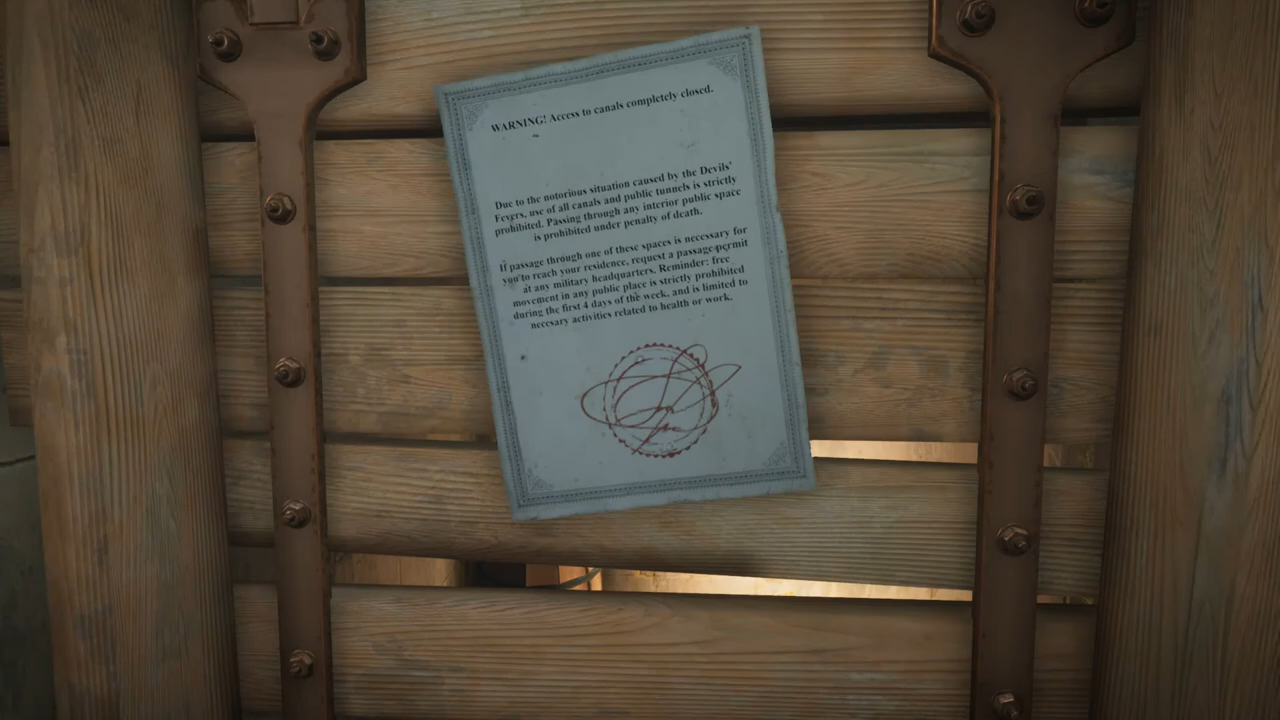 WARNING! Access to canals completely closed.
Due to the notorious situation caused by the Devils'
Fevers, use of all canals and public tunnels is strictly
prohibited. Passing through any interior public space
is prohibited under penalty of death.
If passage through one of these spaces is necessary for
you to reach your residence, request a passage permit
at any military headquarters. Reminder: free
movement in any public place is strictly prohibited
during the first 4 days of the week, and is limited to
necesary activities related to health or work.